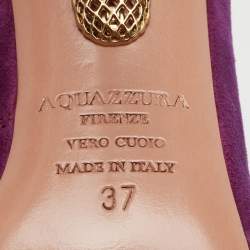 AQUAZZURA
FIRENZE
VERO CUOIO
MADE IN ITALY
37